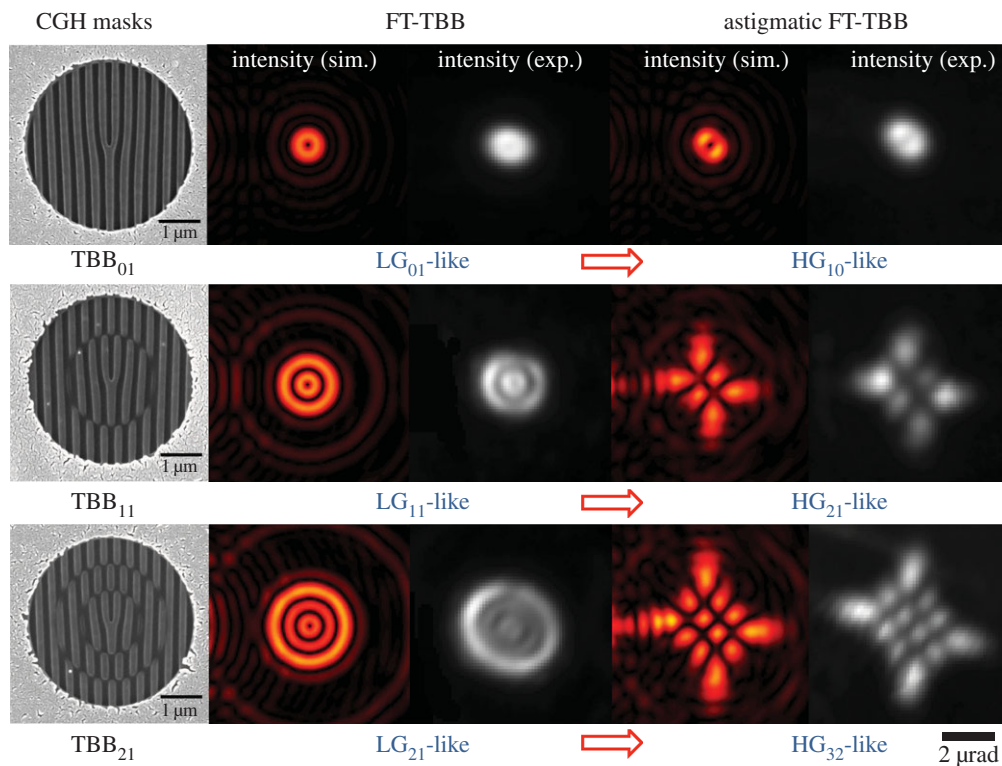 CGH masks FT-TBB astigmatic FT-TBB
intensity (sim.) intensity (exp.) intensity (sim.) intensity (exp.)
1 µm
TBB₀₁ LG₀₁-like HG₁₀-like
1 µm
TBB₁₁ LG₁₁-like HG₂₁-like
1 µm
TBB₂₁ LG₂₁-like HG₃₂-like
2 µrad